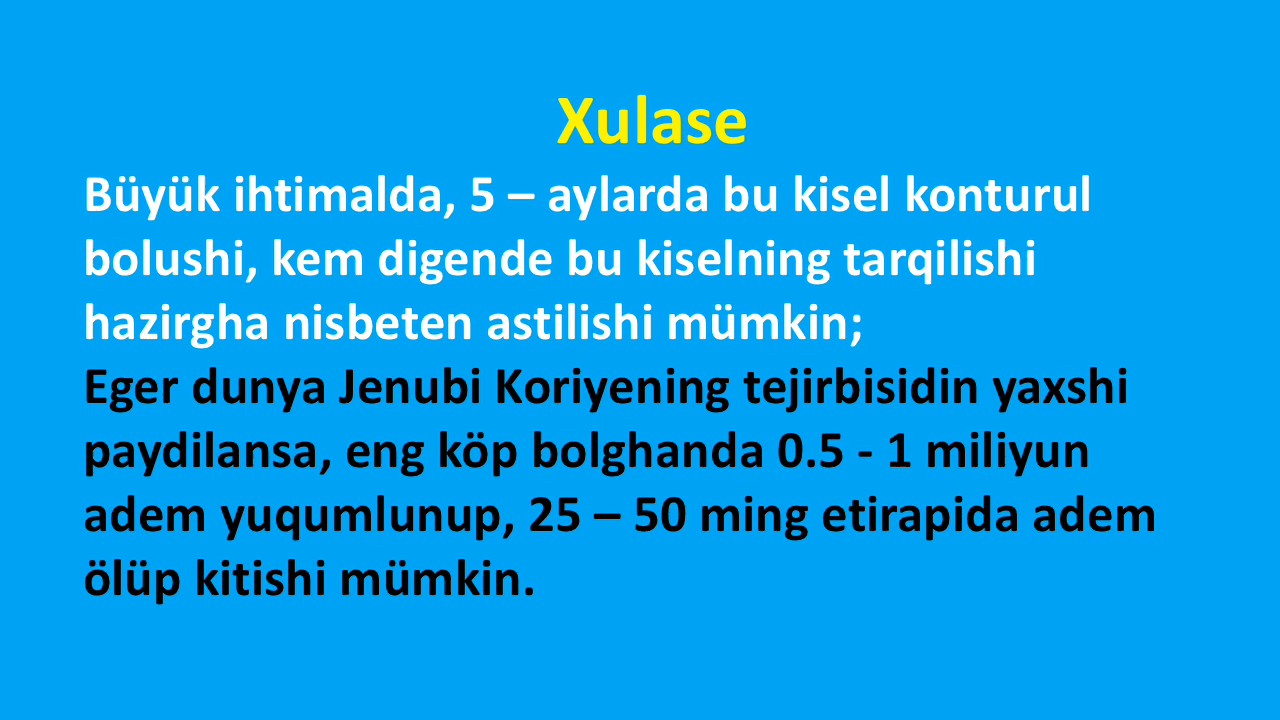 Xulase
Büyük ihtimalda, 5 – aylarda bu kisel konturul
bolushi, kem digende bu kiselning tarqilishi
hazirgha nisbeten astilishi mümkin;
Eger dunya Jenubi Koriyening tejirbisidin yaxshi
paydilansa, eng köp bolghanda 0.5 - 1 miliyun
adem yuqumlunup, 25 – 50 ming etirapida adem
ölüp kitishi mümkin.